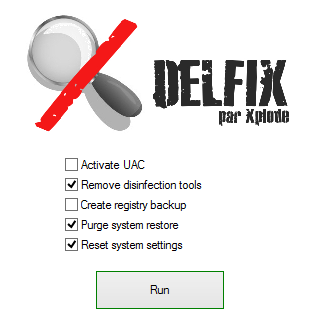 DELFIX
par Xplode
Activate UAC
Remove disinfection tools
Create registry backup
Purge system restore
Reset system settings
Run